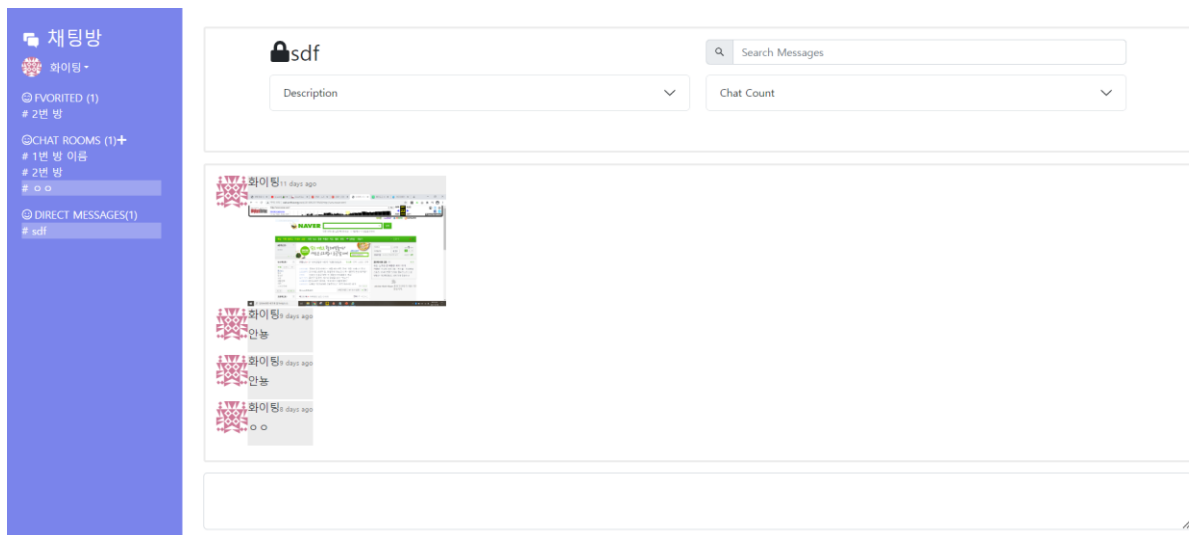 채팅방
화이팅
FVORITED (1)
# 2번 방
CHAT ROOMS (1)+
# 1번 방 이름
# 2번 방
# ㅇㅇ
DIRECT MESSAGES(1)
# sdf
sdf
Search Messages
Description
Chat Count
화이팅11 days ago
NAVER
화이팅9 days ago
안뇽
화이팅9 days ago
안뇽
화이팅8 days ago
ㅇㅇ